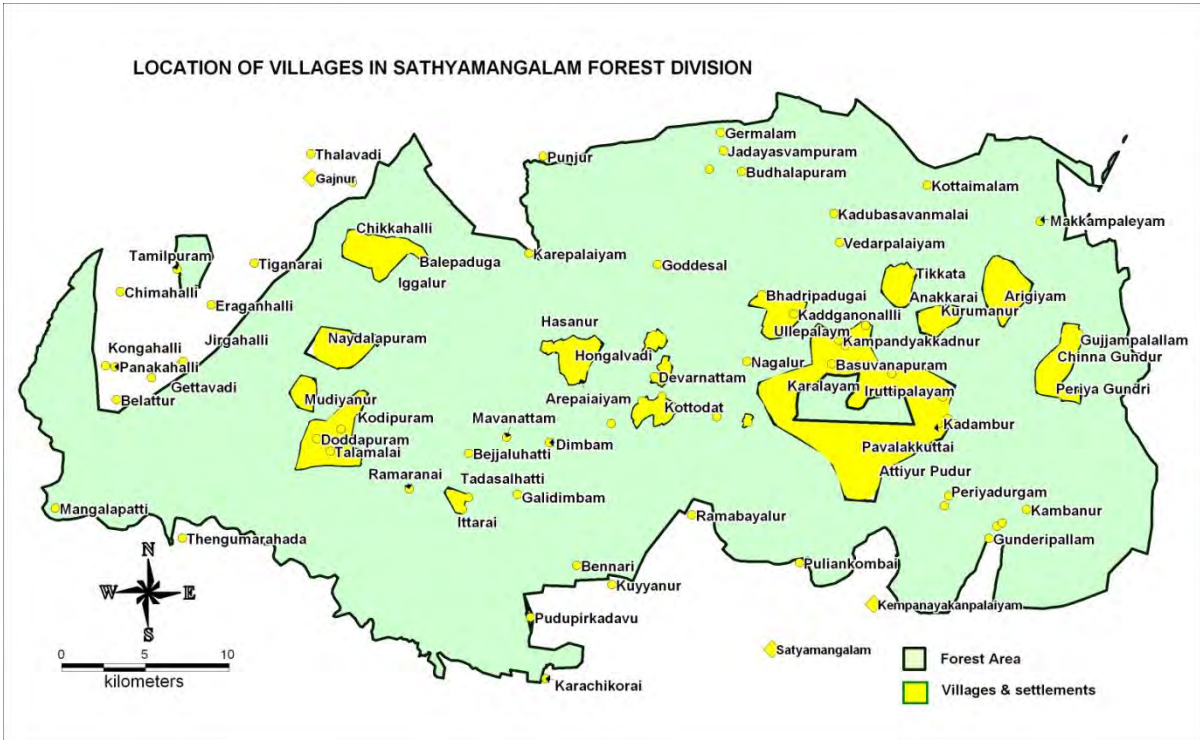 LOCATION OF VILLAGES IN SATHYAMANGALAM FOREST DIVISION
Germalam
Jadayasvampuram
Thalavadi
Punjur
Budhalapuram
Gajnur
Kottaimalam
Kadubasavanmalai
Makkampaleyam
Chikkahalli
Vedarpalaiyam
Tamilpuram
Tiganarai
Balepaduga
Karepalaiyam
Goddesal
Tikkata
Iggalur
Chimahalli
Bhadripadugai
Anakkarai
Arigiyam
Eraganhalli
Kaddganonallli
Kurumanur
Hasanur
Ullepalaym
Naydalapuram
Jirgahalli
Kampandyakkadnur
Gujjampalallam
Kongahalli
Hongalvadi
Chinna Gundur
Panakahalli
Nagalur
Basuvanapuram
Gettavadi
Devarnattam
Karalayam
Iruttipalayam
Periya Gundri
Belattur
Mudiyanur
Arepaiaiyam
Kottodat
Kodipuram
Mavanattam
Kadambur
Doddapuram
Dimbam
Pavalakkuttai
Talamalai
Bejjaluhatti
Ramaranai
Tadasalhatti
Attiyur Pudur
Galidimbam
Periyadurgam
Mangalapatti
Ittarai
Ramabayalur
Kambanur
Thengumarahada
Gunderipallam
N
Bennari
Puliankombai
W E
Kuyyanur
Kempanayakanpalaiyam
S
Pudupirkadavu
Satyamangalam
0 5 10
kilometers
Karachikorai
Forest Area
Villages & settlements